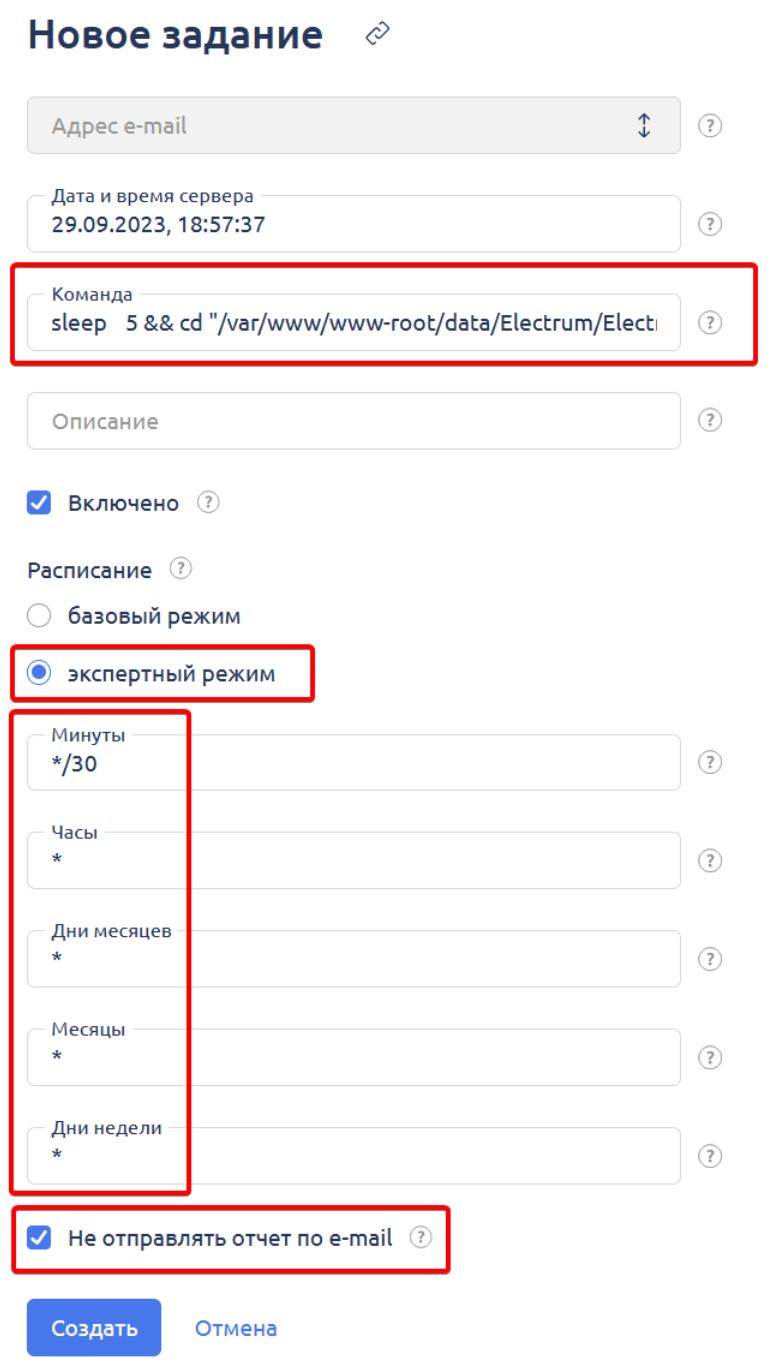 Новое задание
Адрес e-mail
Дата и время сервера
29.09.2023, 18:57:37
Команда
sleep   5 && cd "/var/www/www-root/data/Electrum/Elect
Описание
Включено
Расписание
базовый режим
экспертный режим
Минуты
*/30
Часы
*
Дни месяцев
*
Месяцы
*
Дни недели
*
Не отправлять отчет по e-mail
Создать Отмена